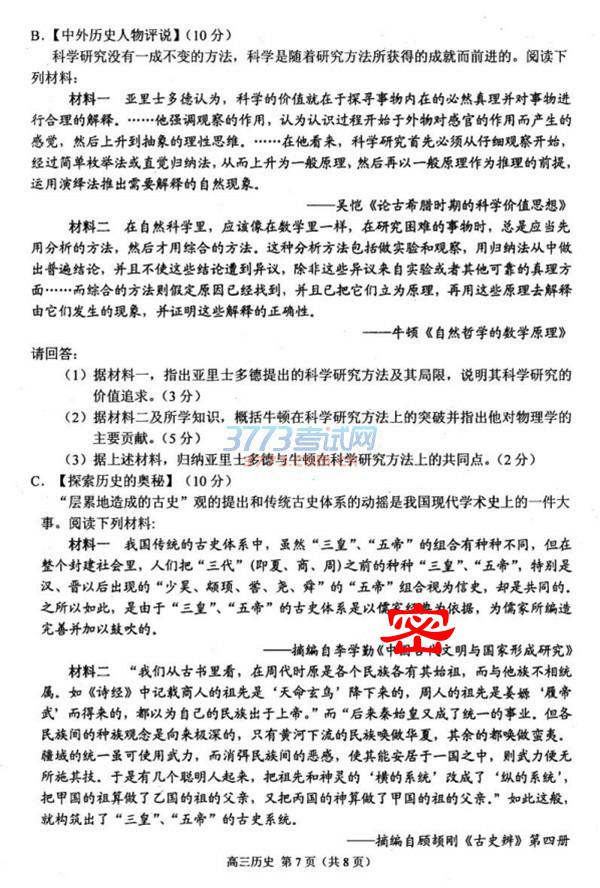 B.【中外历史人物评说】(10 分)
科学研究没有一成不变的方法，科学是随着研究方法所获得的成就而前进的。阅读下
列材料：
材料一　亚里士多德认为，科学的价值就在于探寻事物内在的必然真理并对事物进
行合理的解释。……他强调观察的作用，认为认识过程开始于外物对感官的作用而产生的
感觉，然后上升到抽象的理性思维。……在他看来，科学研究首先必须从仔细观察开始，
经过简单枚举法或直觉归纳法，从而上升为一般原理，然后再以一般原理作为推理的前提，
运用演绎法推出需要解释的自然现象。
——吴恺《论古希腊时期的科学价值思想》
材料二　在自然科学里，应该像在数学里一样，在研究困难的事物时，总是应当先
用分析的方法，然后才用综合的方法。这种分析方法包括做实验和观察，用归纳法从中做
出普遍结论，并且不使这些结论遭到异议，除非这些异议来自实验或者其他可靠的真理方
面……而综合的方法则假定原因已经找到，并且已把它们立为原理，再用这些原理去解释
由它们发生的现象，并证明这些解释的正确性。
——牛顿《自然哲学的数学原理》
请回答：
（1）据材料一，指出亚里士多德提出的科学研究方法及其局限，说明其科学研究的
价值追求。（3 分）
（2）据材料二及所学知识，概括牛顿在科学研究方法上的突破并指出他对物理学的
主要贡献。（5 分）
3773考试网
（3）据上述材料，归纳亚里士多德与牛顿在科学研究方法上的共同点。（2 分）
C.【探索历史的奥秘】（10 分）
“层累地造成的古史”观的提出和传统古史体系的动摇是我国现代学术史上的一件大
事。阅读下列材料：
材料一　我国传统的古史体系中，虽然“三皇”、“五帝”的组合有种种不同，但在
整个封建社会里，人们把“三代”（即夏、商、周）之前的种种“三皇”、“五帝”，特别是
汉、晋以后出现的“少昊、颛顼、喾、尧、舜”的“五帝”组合视为信史，却是共同的。
之所以如此，是由于“三皇”、“五帝”的古史体系是以儒家经典为依据，为儒家所编造
完善并加以鼓吹的。
密
——摘编自李学勤《中国古代文明与国家形成研究》
材料二　“我们从古书里看，在周代时原是各个民族各有其始祖，而与他族不相统
属。如《诗经》中记载商人的祖先是‘天命玄鸟’降下来的，周人的祖先是姜嫄‘履帝
武’而得来的，都以为自己的民族出于上帝。”而“后来秦始皇又成了统一的事业。但各
民族间的种族观念是向来极深的，只有黄河下流的民族唤做华夏，其余的都唤做蛮夷。
疆域的统一虽可使用武力，而消弭民族间的恶感，使其能安居于一国之中，则武力便无
所施其技。于是有几个聪明人起来，把祖先和神灵的‘横的系统’改成了‘纵的系统’，
把甲国的祖算做了乙国的祖的父亲，又把丙国的神算做了甲国的祖的父亲。”如此这般，
就构筑出了“三皇”、“五帝”的古史系统。
——摘编自顾颉刚《古史辨》第四册
高三历史 第 7 页（共 8 页）